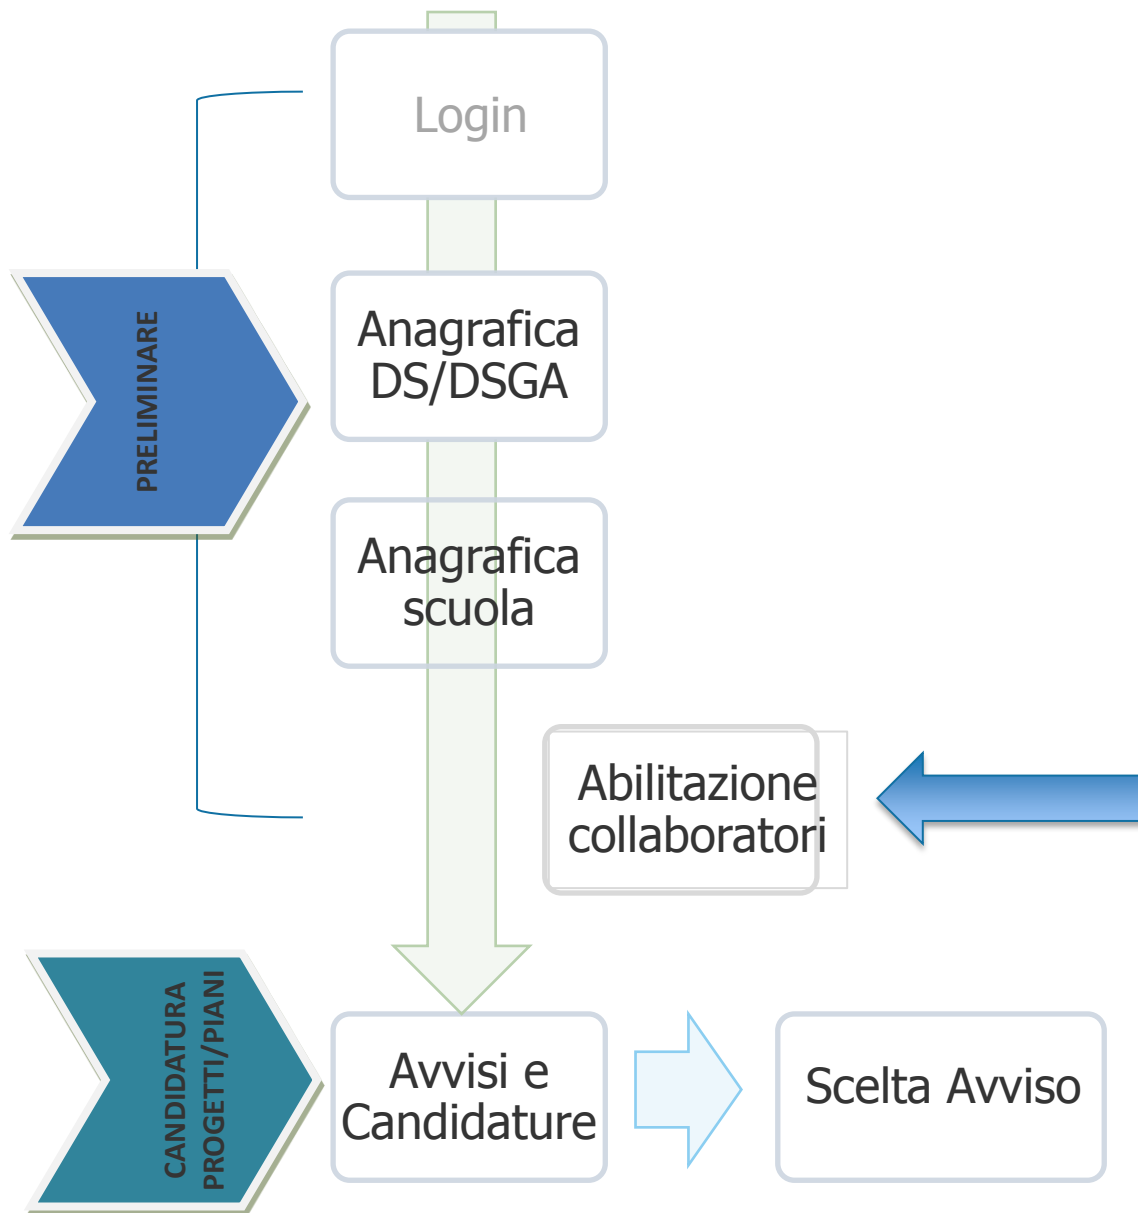 Login
PRELIMINARE
Anagrafica
DS/DSGA
Anagrafica
scuola
Abilitazione
collaboratori
CANDIDATURA
PROGETTI/PIANI
Avvisi e
Candidature
Scelta Avviso